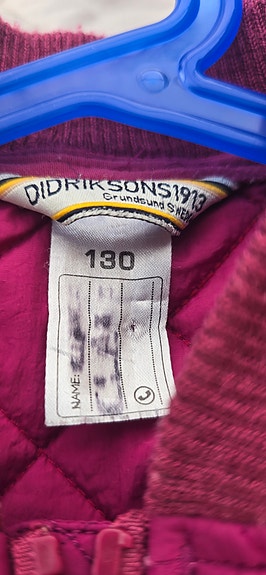 DIDRIKSONS1913
Grundsund SWEDEN
130
NAME: